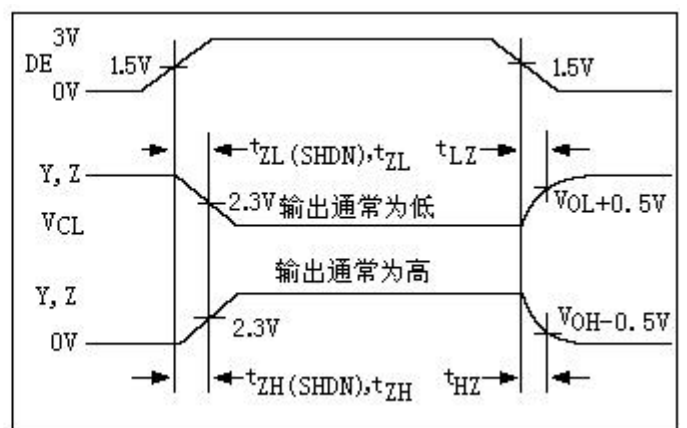 3V
DE 1.5V 1.5V
0V
tZL(SHDN),tZL tLZ
Y, Z
2.3V 输出通常为低 VOL+0.5V
VCL
输出通常为高
Y, Z
2.3V VOH-0.5V
0V
tZH(SHDN),tZH tHZ